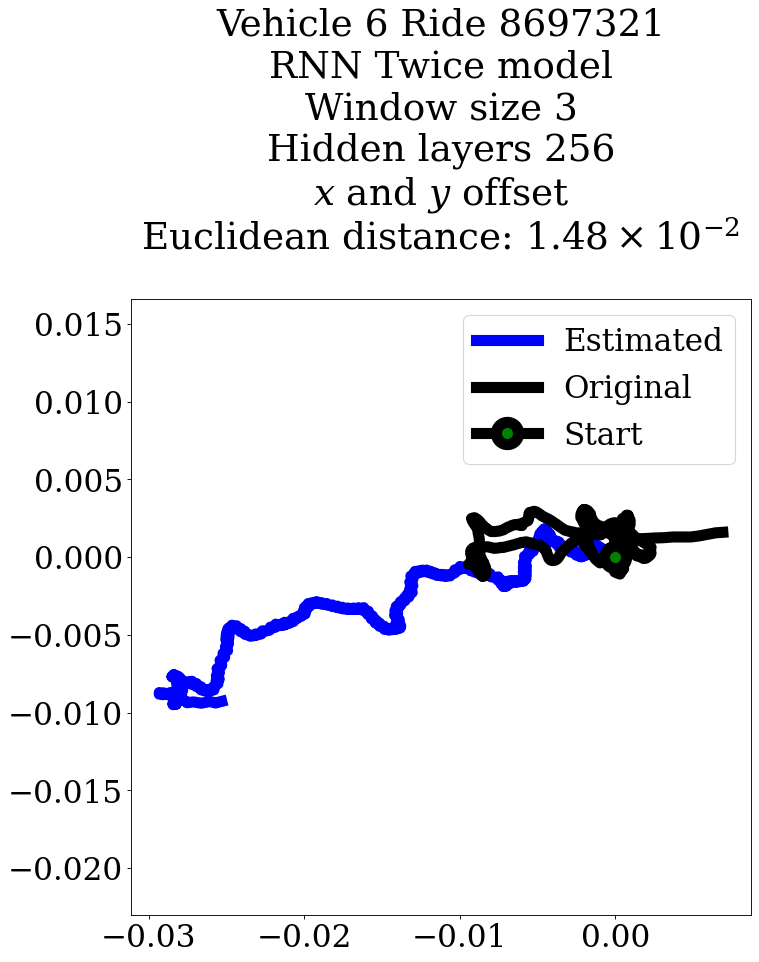 Vehicle 6 Ride 8697321
RNN Twice model
Window size 3
Hidden layers 256
x and y offset
Euclidean distance: 1.48 × 10⁻²
Estimated
Original
Start
0.015
0.010
0.005
0.000
−0.005
−0.010
−0.015
−0.020
−0.03 −0.02 −0.01 0.00